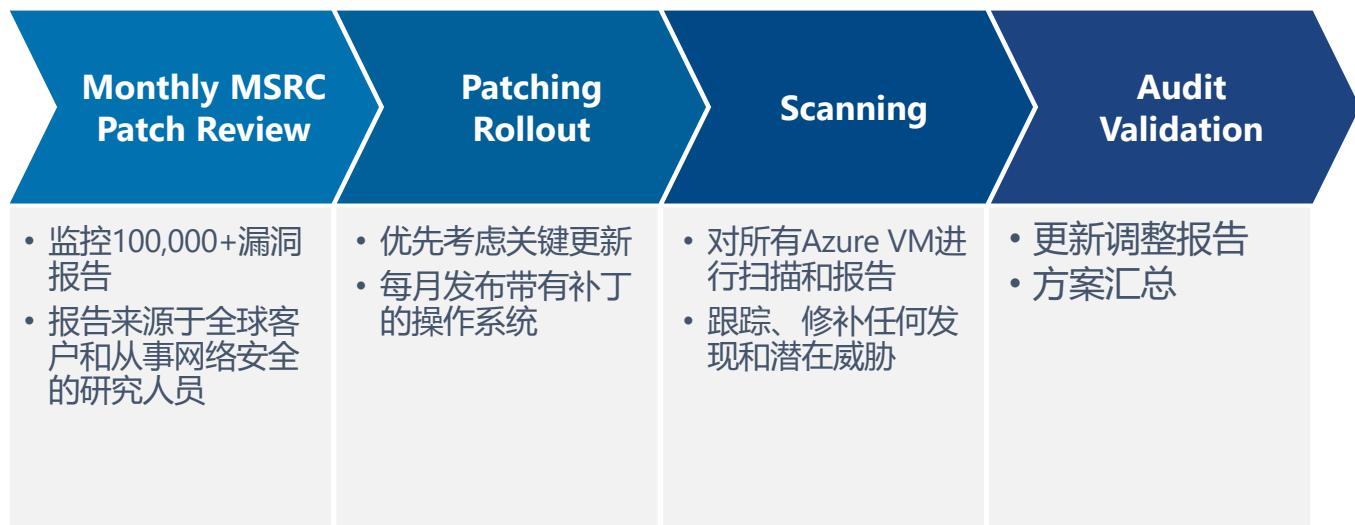 Monthly MSRC
Patch Review
Patching
Rollout
Scanning
Audit
Validation
• 监控100,000+漏洞
报告
• 报告来源于全球客
户和从事网络安全
的研究人员
• 优先考虑关键更新
• 每月发布带有补丁
的操作系统
• 对所有Azure VM进
行扫描和报告
• 跟踪、修补任何发
现和潜在威胁
• 更新调整报告
• 方案汇总